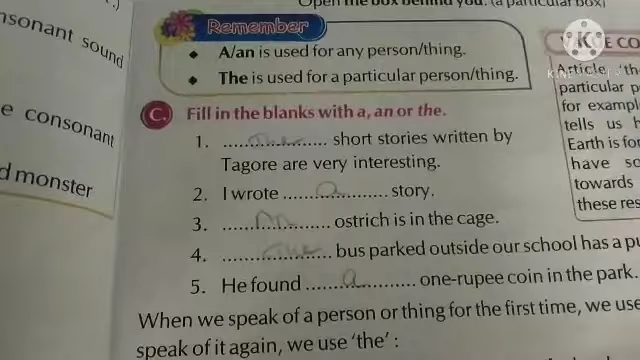 Open the box behind you. (a particular box)
nsonant sound
e consonant
d monster
Remember
◆ A/an is used for any person/thing.
◆ The is used for a particular person/thing.
C. Fill in the blanks with a, an or the.
1. ........The........ short stories written by
Tagore are very interesting.
2. I wrote ........a........ story.
3. ........An........ ostrich is in the cage.
4. ........The........ bus parked outside our school has a pu
5. He found ........a........ one-rupee coin in the park.
When we speak of a person or thing for the first time, we use
speak of it again, we use 'the' :
E CO
Article 'th
particular p
for exampl
tells us h
Earth is for
have so
towards
these res